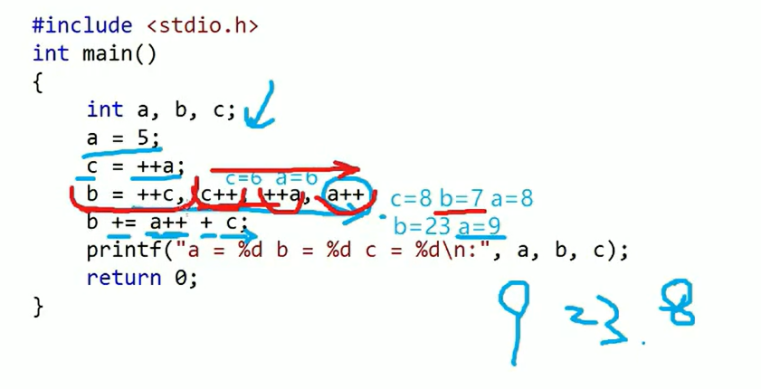 #include <stdio.h>
int main()
{
int a, b, c;
a = 5;
c = ++a;
c=6 a=6
b = ++c, c++, ++a, a++ c=8 b=7 a=8
b += a++ + c; b=23 a=9
printf("a = %d b = %d c = %d\n:", a, b, c);
return 0;
}
9 23. 8